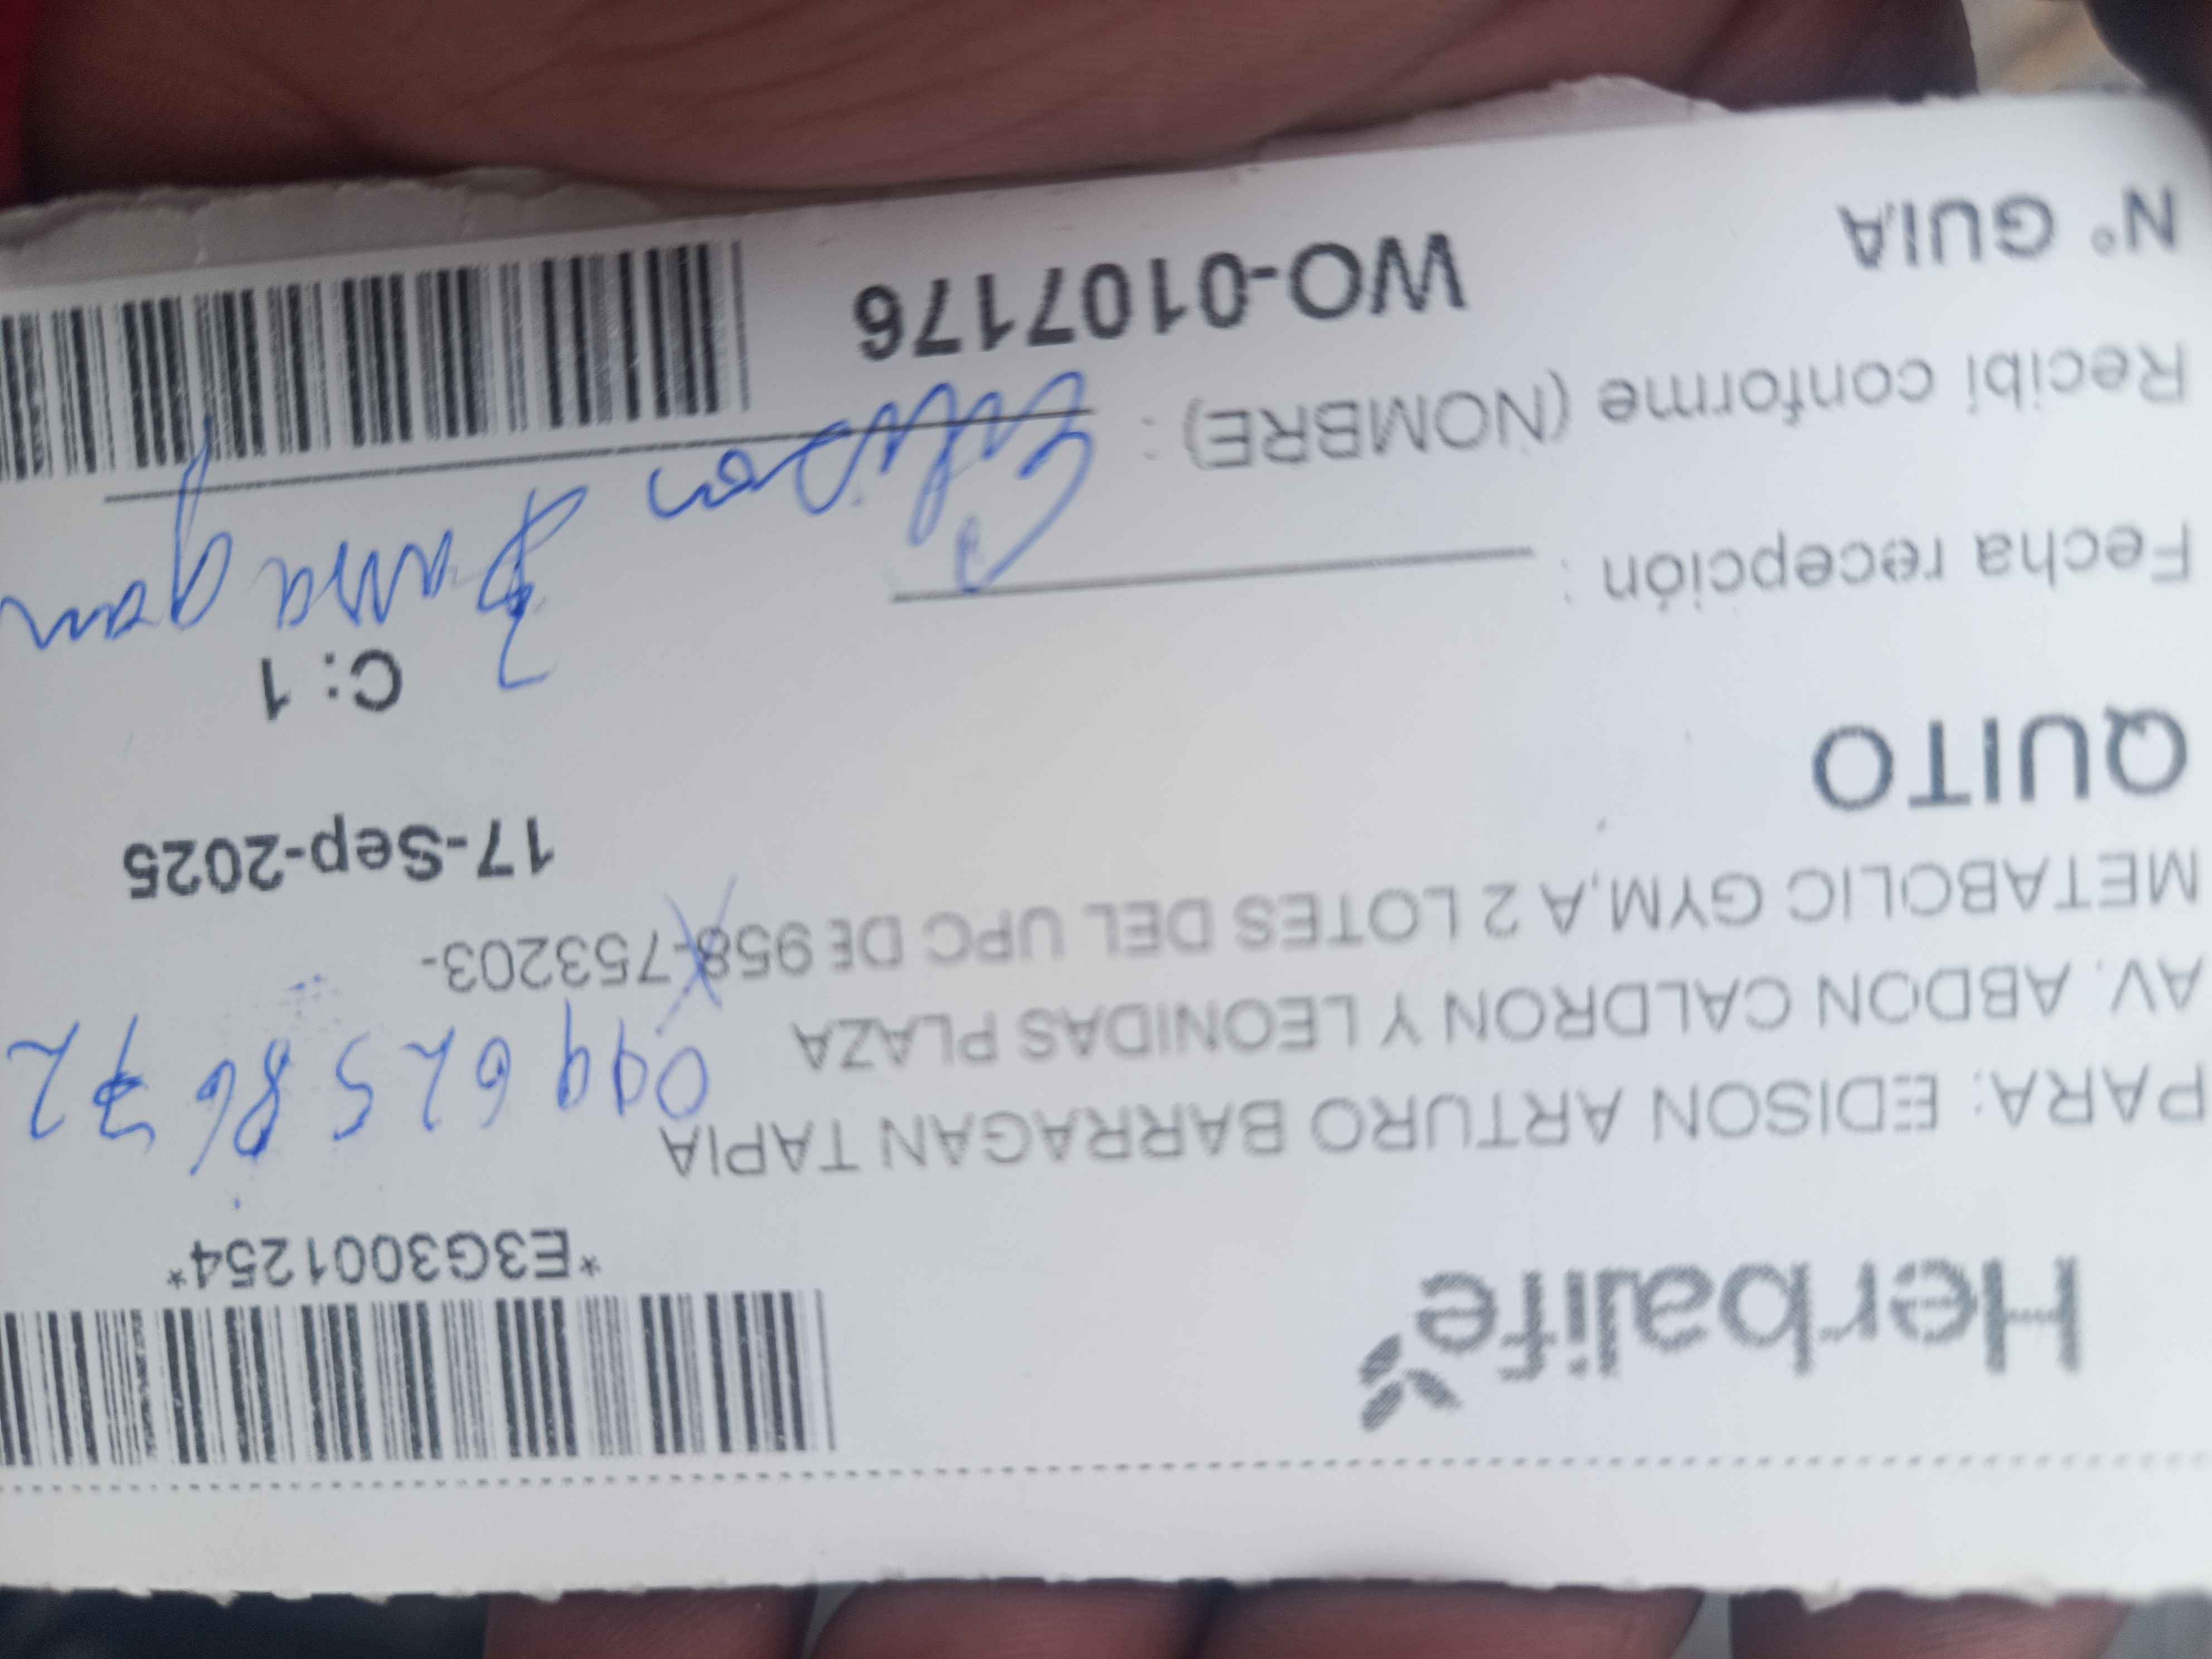 Herbalife
*E3G3001254*
PARA: EDISON ARTURO BARRAGAN TAPIA
0996258672
AV. ABDON CALDRON Y LEONIDAS PLAZA
METABOLIC GYM,A 2 LOTES DEL UPC DE 958-753203-
17-Sep-2025
QUITO
C: 1
Fecha recepción :
Recibi conforme (NOMBRE) : Edison Barragan
N° GUIA WO-0107176